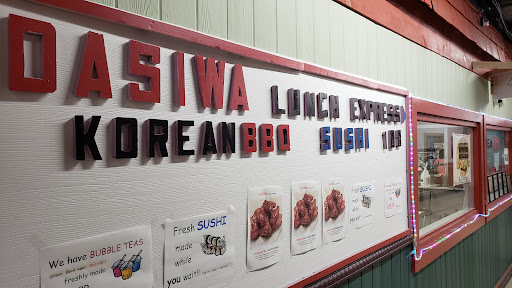 DASIWA LUNCH EXPRESS
KOREAN BBQ SUSHI
We have BUBBLE TEAS
freshly made
Fresh SUSHI
made
while
you wait!!
Fresh SUSHI